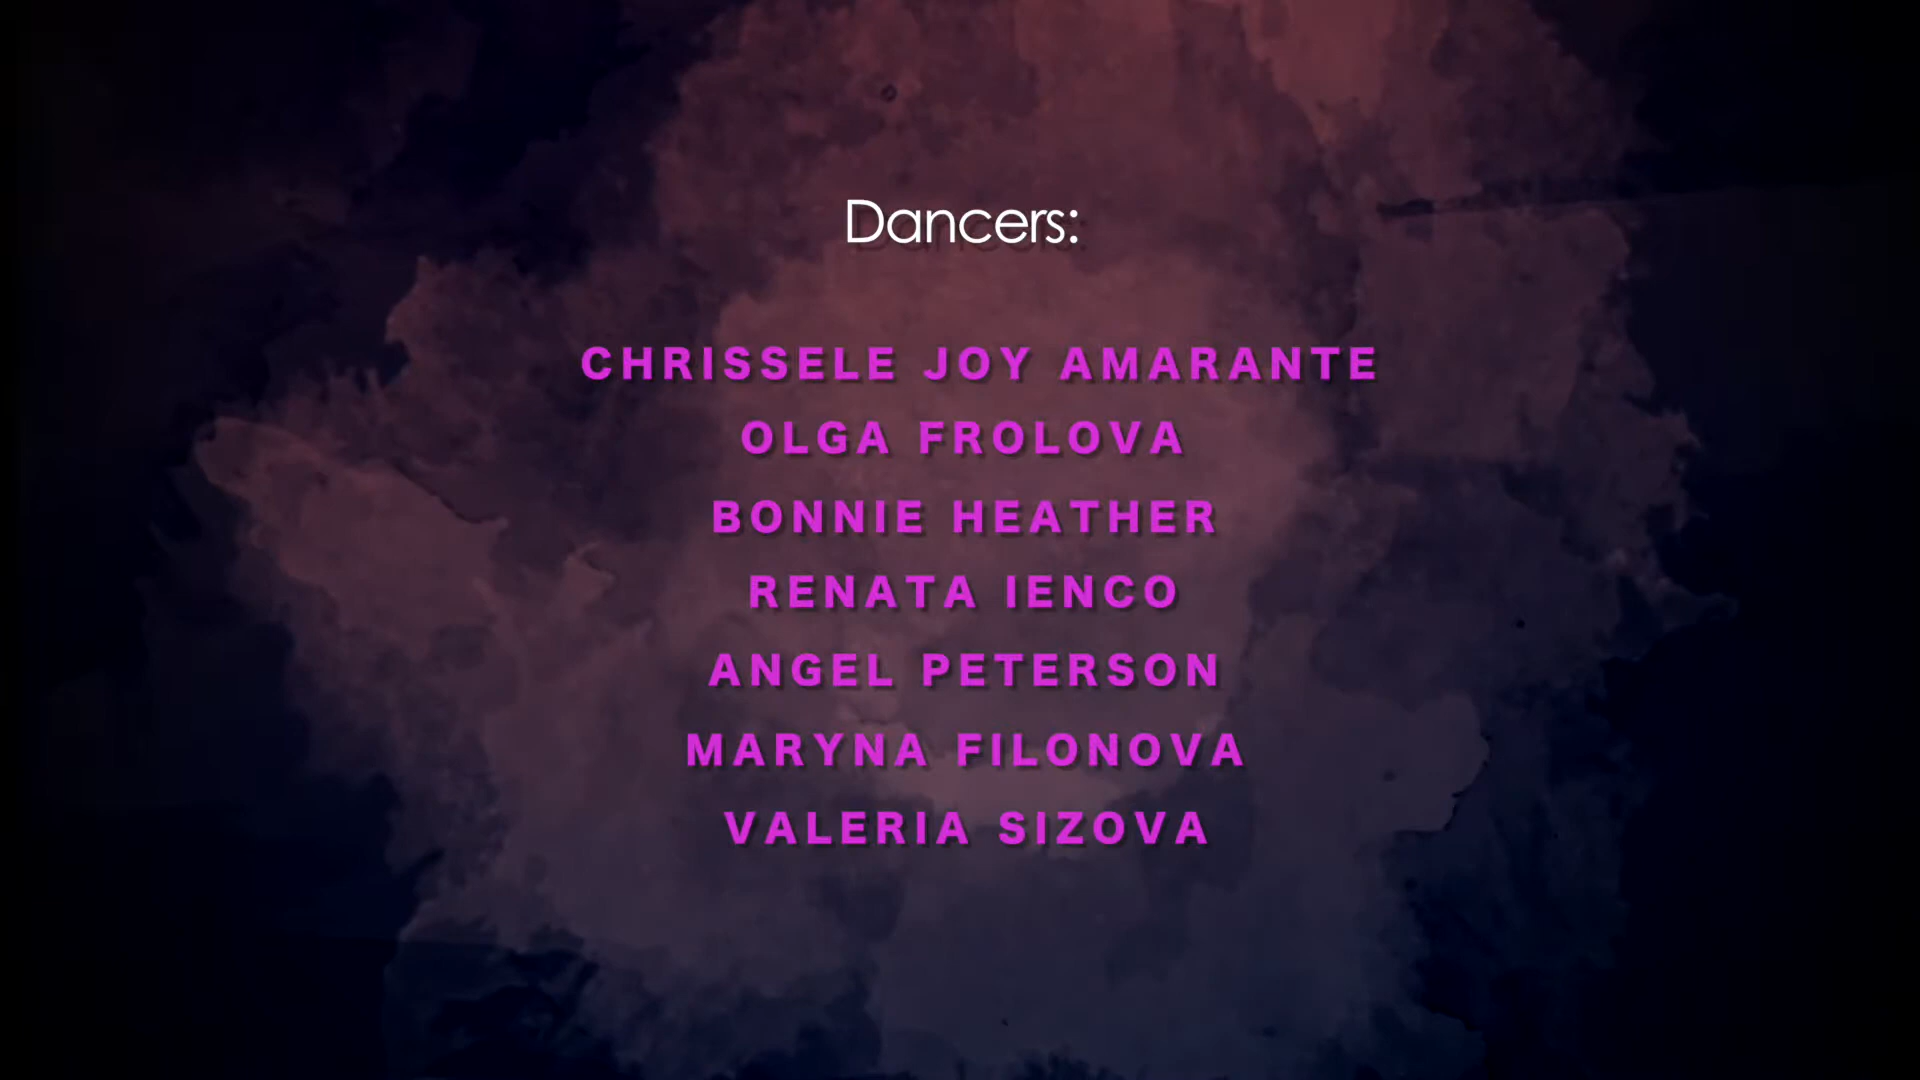 Dancers:
CHRISSELE JOY AMARANTE
OLGA FROLOVA
BONNIE HEATHER
RENATA IENCO
ANGEL PETERSON
MARYNA FILONOVA
VALERIA SIZOVA